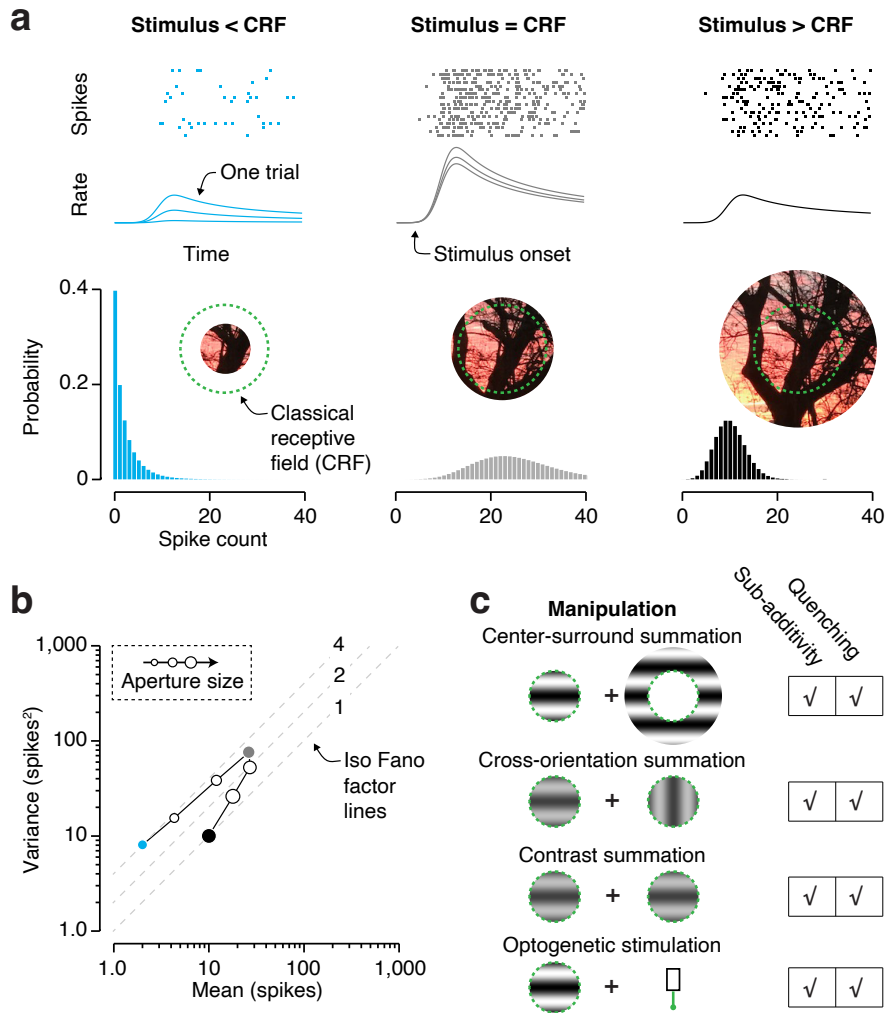 a
Stimulus < CRF
Stimulus = CRF
Stimulus > CRF
Spikes
Rate
One trial
Time
Stimulus onset
Probability
0.4
0.2
0
Classical
receptive
field (CRF)
0 20 40
0 20 40
0 20 40
Spike count
b
1,000
100
10
1.0
Variance (spikes²)
Aperture size
4
2
1
Iso Fano
factor
lines
1.0 10 100 1,000
Mean (spikes)
c
Manipulation
Sub-additivity
Quenching
Center-surround summation
+
√ √
Cross-orientation summation
+
√ √
Contrast summation
+
√ √
Optogenetic stimulation
+
√ √